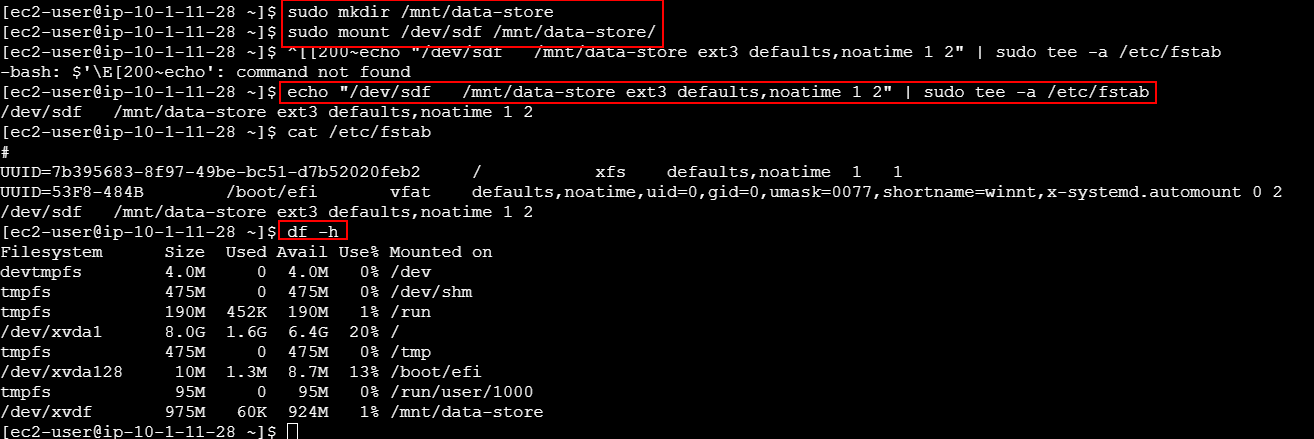 [ec2-user@ip-10-1-11-28 ~]$ sudo mkdir /mnt/data-store
[ec2-user@ip-10-1-11-28 ~]$ sudo mount /dev/sdf /mnt/data-store/
[ec2-user@ip-10-1-11-28 ~]$ ^[[200~echo "/dev/sdf   /mnt/data-store ext3 defaults,noatime 1 2" | sudo tee -a /etc/fstab
-bash: $'\E[200~echo': command not found
[ec2-user@ip-10-1-11-28 ~]$ echo "/dev/sdf   /mnt/data-store ext3 defaults,noatime 1 2" | sudo tee -a /etc/fstab
/dev/sdf   /mnt/data-store ext3 defaults,noatime 1 2
[ec2-user@ip-10-1-11-28 ~]$ cat /etc/fstab
#
UUID=7b395683-8f97-49be-bc51-d7b52020feb2     /           xfs    defaults,noatime  1   1
UUID=53F8-484B        /boot/efi       vfat    defaults,noatime,uid=0,gid=0,umask=0077,shortname=winnt,x-systemd.automount 0 2
/dev/sdf   /mnt/data-store ext3 defaults,noatime 1 2
[ec2-user@ip-10-1-11-28 ~]$ df -h
Filesystem      Size  Used Avail Use% Mounted on
devtmpfs        4.0M     0  4.0M   0% /dev
tmpfs           475M     0  475M   0% /dev/shm
tmpfs           190M  452K  190M   1% /run
/dev/xvda1      8.0G  1.6G  6.4G  20% /
tmpfs           475M     0  475M   0% /tmp
/dev/xvda128     10M  1.3M  8.7M  13% /boot/efi
tmpfs            95M     0   95M   0% /run/user/1000
/dev/xvdf       975M   60K  924M   1% /mnt/data-store
[ec2-user@ip-10-1-11-28 ~]$